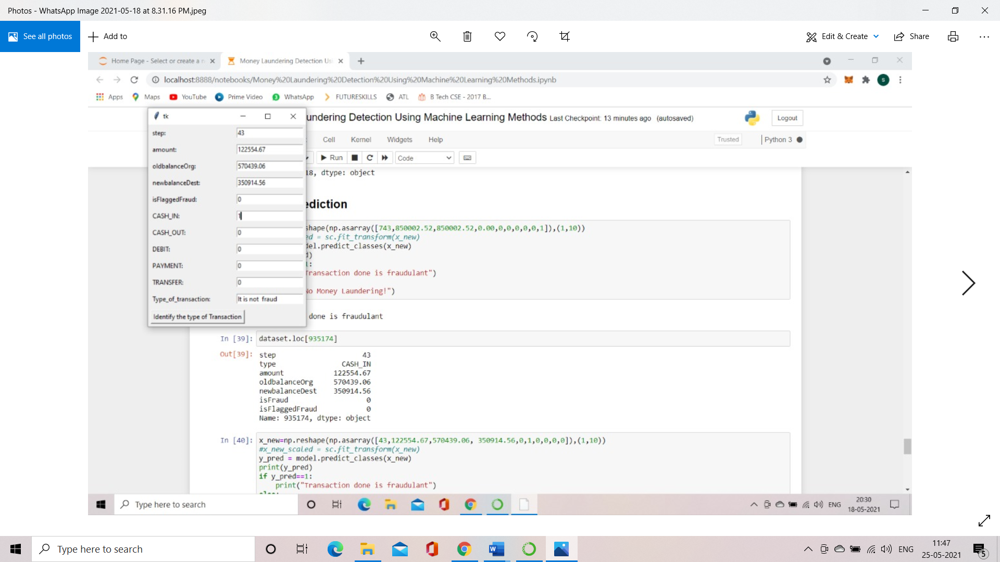 Photos - WhatsApp Image 2021-05-18 at 8.31.16 PM.jpeg
See all photos
Add to
Edit & Create
Share
Home Page - Select or create a n
Money Laundering Detection Usi
localhost:8888/notebooks/Money%20Laundering%20Detection%20Using%20Machine%20Learning%20Methods.ipynb
S
Apps
Maps
YouTube
Prime Video
WhatsApp
FUTURESKILLS
ATL
B Tech CSE - 2017 B...
tk
undering Detection Using Machine Learning Methods Last Checkpoint: 13 minutes ago (autosaved)
Logout
Cell
Kernel
Widgets
Help
Trusted
Python 3
Run
Code
step: 43
amount: 122554.67
oldbalanceOrg: 570439.06
newbalanceDest: 350914.56
isFlaggedFraud: 0
CASH_IN: 1
CASH_OUT: 0
DEBIT: 0
PAYMENT: 0
TRANSFER: 0
Type_of_transaction: It is not fraud
Identify the type of Transaction
18, dtype: object
ediction
shape(np.asarray([743,850002.52,850002.52,0.00,0,0,0,0,0,1]),(1,10))
ed = sc.fit_transform(x_new)
del.predict_classes(x_new)
d)
1:
Transaction done is fraudulant")
No Money Laundering!")
done is fraudulant
In [39]: dataset.loc[935174]
Out[39]: step 43
type CASH_IN
amount 122554.67
oldbalanceOrg 570439.06
newbalanceDest 350914.56
isFraud 0
isFlaggedFraud 0
Name: 935174, dtype: object
In [40]: x_new=np.reshape(np.asarray([43,122554.67,570439.06, 350914.56,0,1,0,0,0,0]),(1,10))
#x_new_scaled = sc.fit_transform(x_new)
y_pred = model.predict_classes(x_new)
print(y_pred)
if y_pred==1:
print("Transaction done is fraudulant")
else:
Type here to search
ENG
20:30
18-05-2021
Type here to search
ENG
11:47
25-05-2021
5